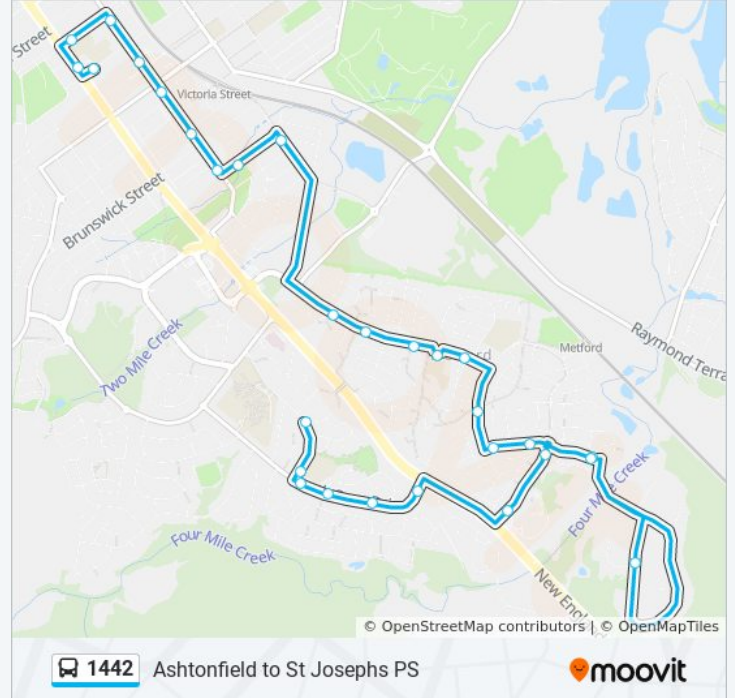 Street
Victoria Street
Brunswick Street
Raymond Terra
Metford
Two Mile Creek
Four Mile Creek
Four Mile Creek
New Engl
© OpenStreetMap contributors | © OpenMapTiles
1442 Ashtonfield to St Josephs PS
moovit